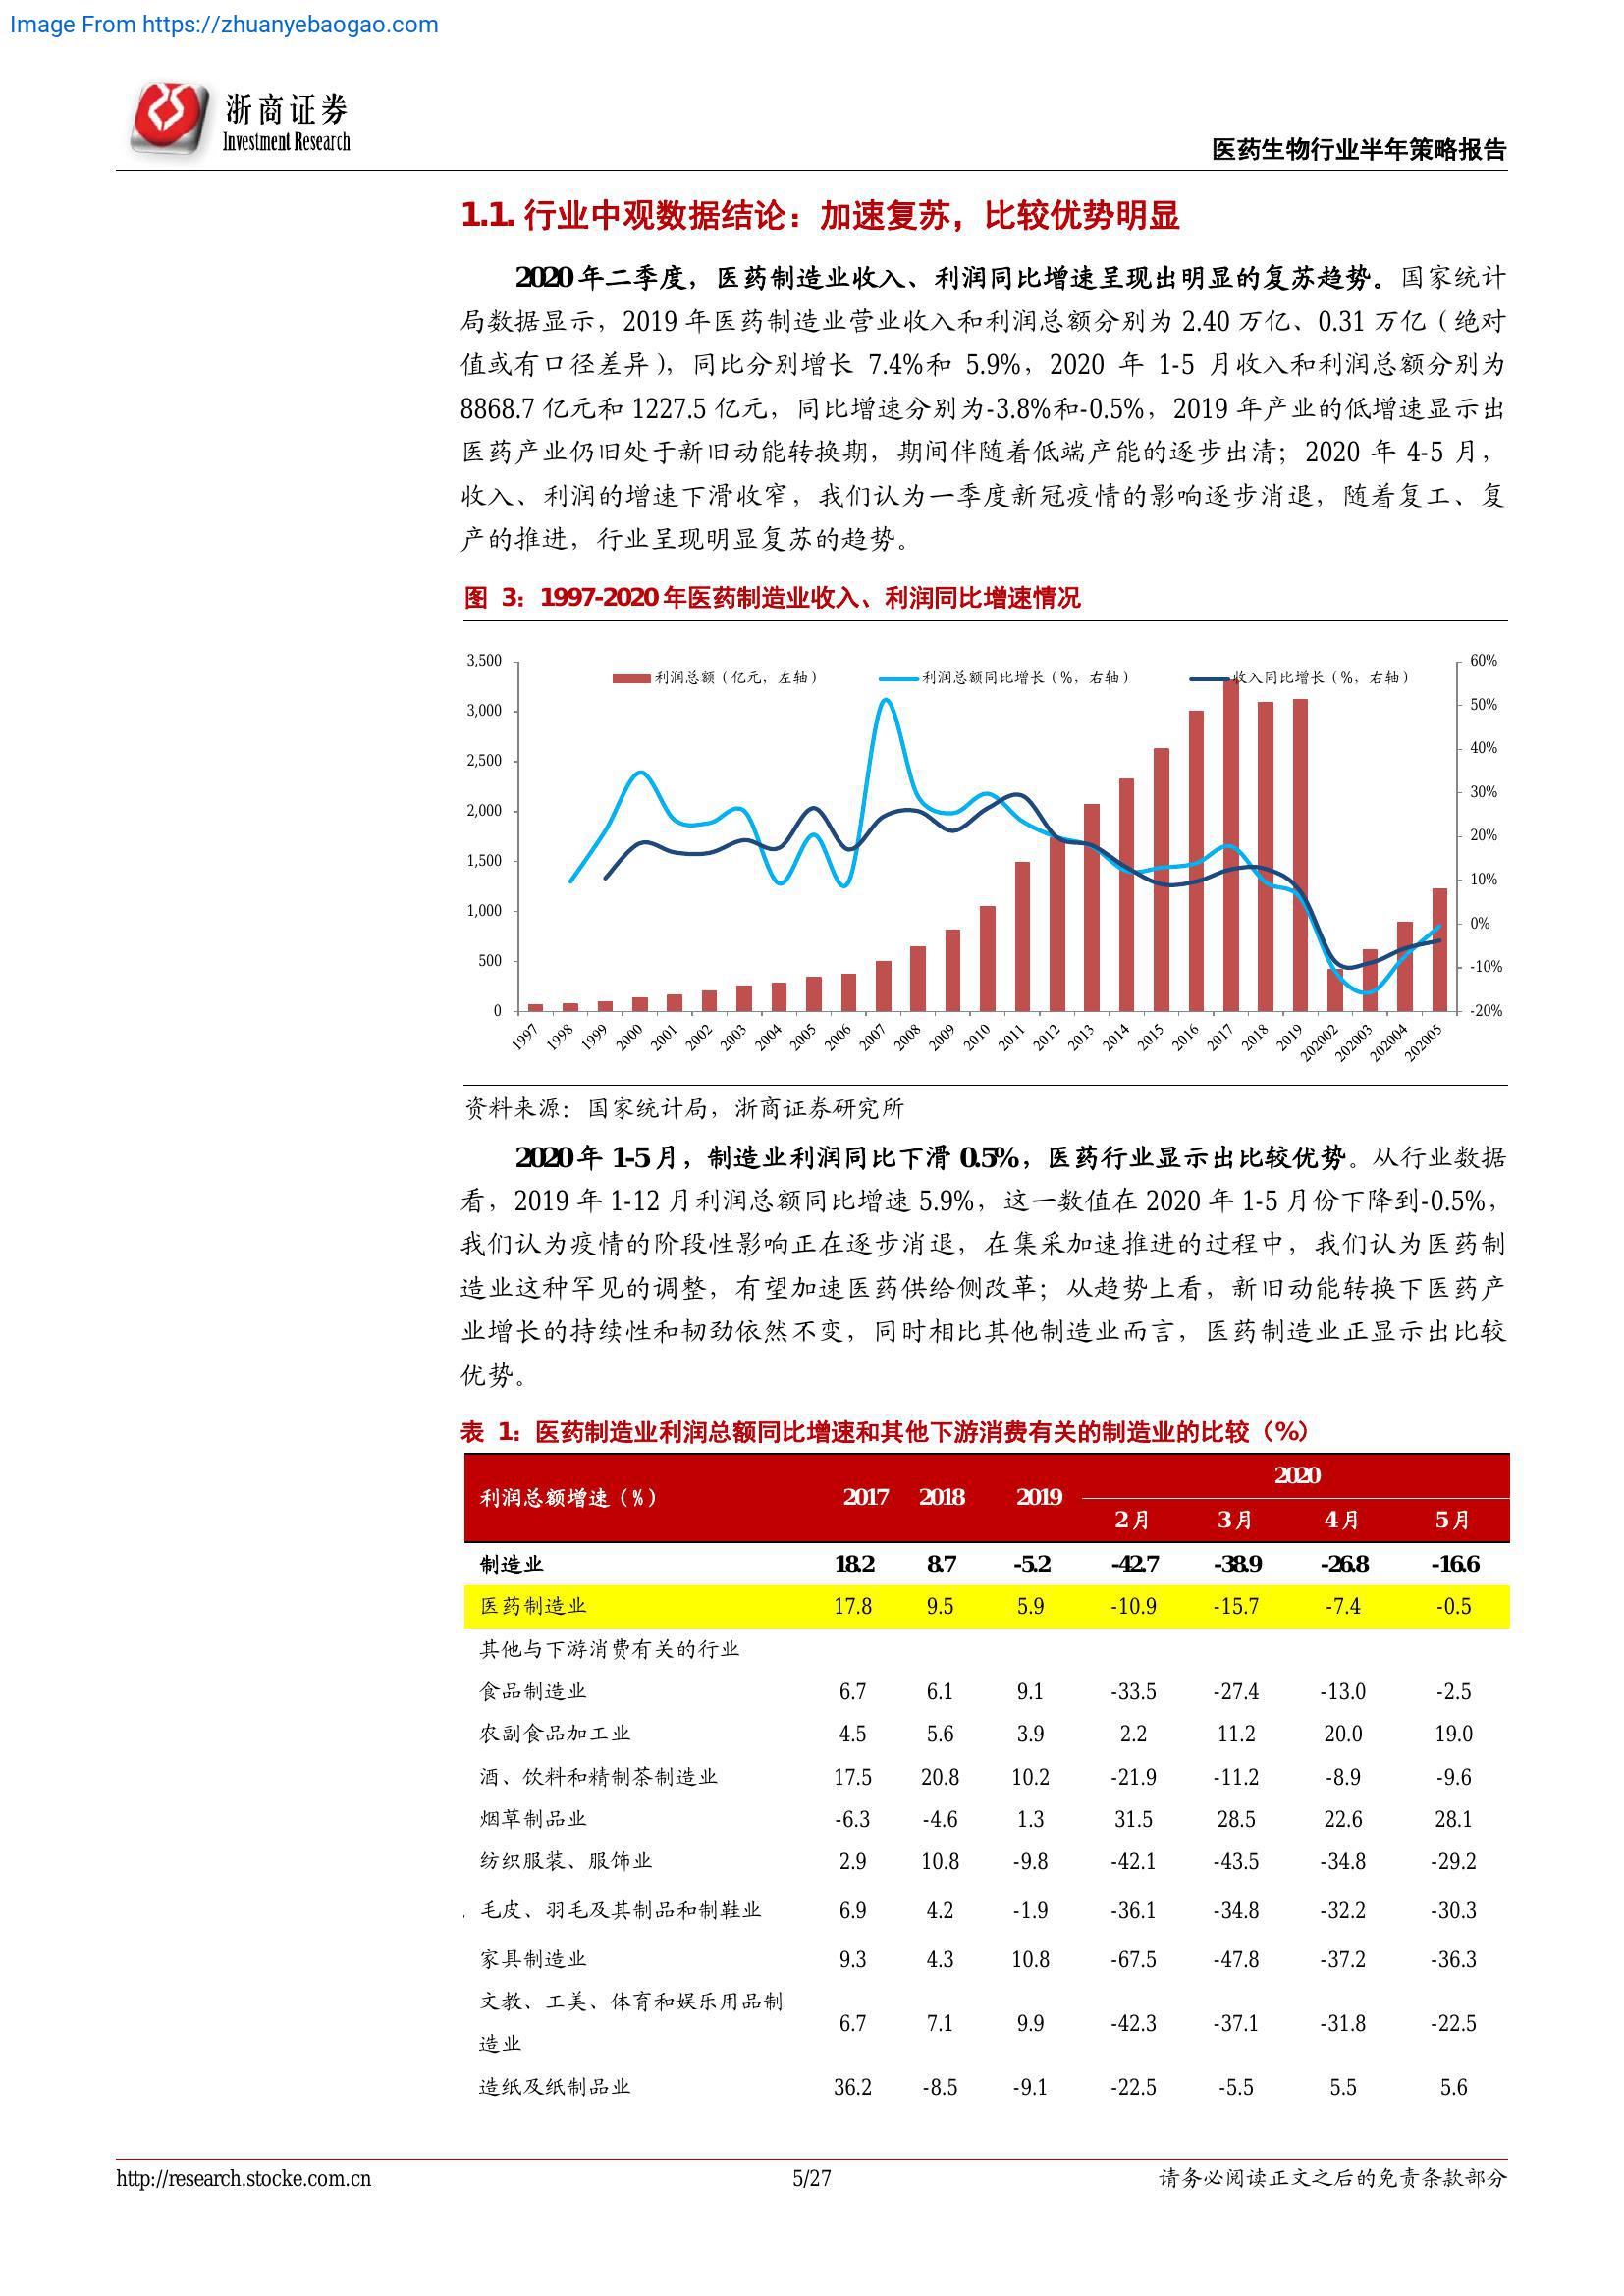 Image From https://zhuanyebaogao.com
浙商证券
Investment Research
医药生物行业半年策略报告
1.1. 行业中观数据结论：加速复苏，比较优势明显
2020 年二季度，医药制造业收入、利润同比增速呈现出明显的复苏趋势。国家统计
局数据显示，2019 年医药制造业营业收入和利润总额分别为 2.40 万亿、0.31 万亿（绝对
值或有口径差异），同比分别增长 7.4%和 5.9%，2020 年 1-5 月收入和利润总额分别为
8868.7 亿元和 1227.5 亿元，同比增速分别为-3.8%和-0.5%，2019 年产业的低增速显示出
医药产业仍旧处于新旧动能转换期，期间伴随着低端产能的逐步出清；2020 年 4-5 月，
收入、利润的增速下滑收窄，我们认为一季度新冠疫情的影响逐步消退，随着复工、复
产的推进，行业呈现明显复苏的趋势。
图 3：1997-2020 年医药制造业收入、利润同比增速情况
利润总额（亿元，左轴） 利润总额同比增长（%，右轴） 收入同比增长（%，右轴）
3,500 60%
3,000 50%
2,500 40%
2,000 30%
1,500 20%
1,000 10%
500 0%
0 -10%
-20%
1997 1998 1999 2000 2001 2002 2003 2004 2005 2006 2007 2008 2009 2010 2011 2012 2013 2014 2015 2016 2017 2018 2019 202002 202003 202004 202005
资料来源：国家统计局，浙商证券研究所
2020 年 1-5 月，制造业利润同比下滑 0.5%，医药行业显示出比较优势。从行业数据
看，2019 年 1-12 月利润总额同比增速 5.9%，这一数值在 2020 年 1-5 月份下降到-0.5%，
我们认为疫情的阶段性影响正在逐步消退，在集采加速推进的过程中，我们认为医药制
造业这种罕见的调整，有望加速医药供给侧改革；从趋势上看，新旧动能转换下医药产
业增长的持续性和韧劲依然不变，同时相比其他制造业而言，医药制造业正显示出比较
优势。
表 1：医药制造业利润总额同比增速和其他下游消费有关的制造业的比较（%）
利润总额增速（%） 2017 2018 2019 2020
2 月 3 月 4 月 5 月
制造业 18.2 8.7 -5.2 -42.7 -38.9 -26.8 -16.6
医药制造业 17.8 9.5 5.9 -10.9 -15.7 -7.4 -0.5
其他与下游消费有关的行业
食品制造业 6.7 6.1 9.1 -33.5 -27.4 -13.0 -2.5
农副食品加工业 4.5 5.6 3.9 2.2 11.2 20.0 19.0
酒、饮料和精制茶制造业 17.5 20.8 10.2 -21.9 -11.2 -8.9 -9.6
烟草制品业 -6.3 -4.6 1.3 31.5 28.5 22.6 28.1
纺织服装、服饰业 2.9 10.8 -9.8 -42.1 -43.5 -34.8 -29.2
毛皮、羽毛及其制品和制鞋业 6.9 4.2 -1.9 -36.1 -34.8 -32.2 -30.3
家具制造业 9.3 4.3 10.8 -67.5 -47.8 -37.2 -36.3
文教、工美、体育和娱乐用品制
造业 6.7 7.1 9.9 -42.3 -37.1 -31.8 -22.5
造纸及纸制品业 36.2 -8.5 -9.1 -22.5 -5.5 5.5 5.6
http://research.stocke.com.cn 5/27 请务必阅读正文之后的免责条款部分